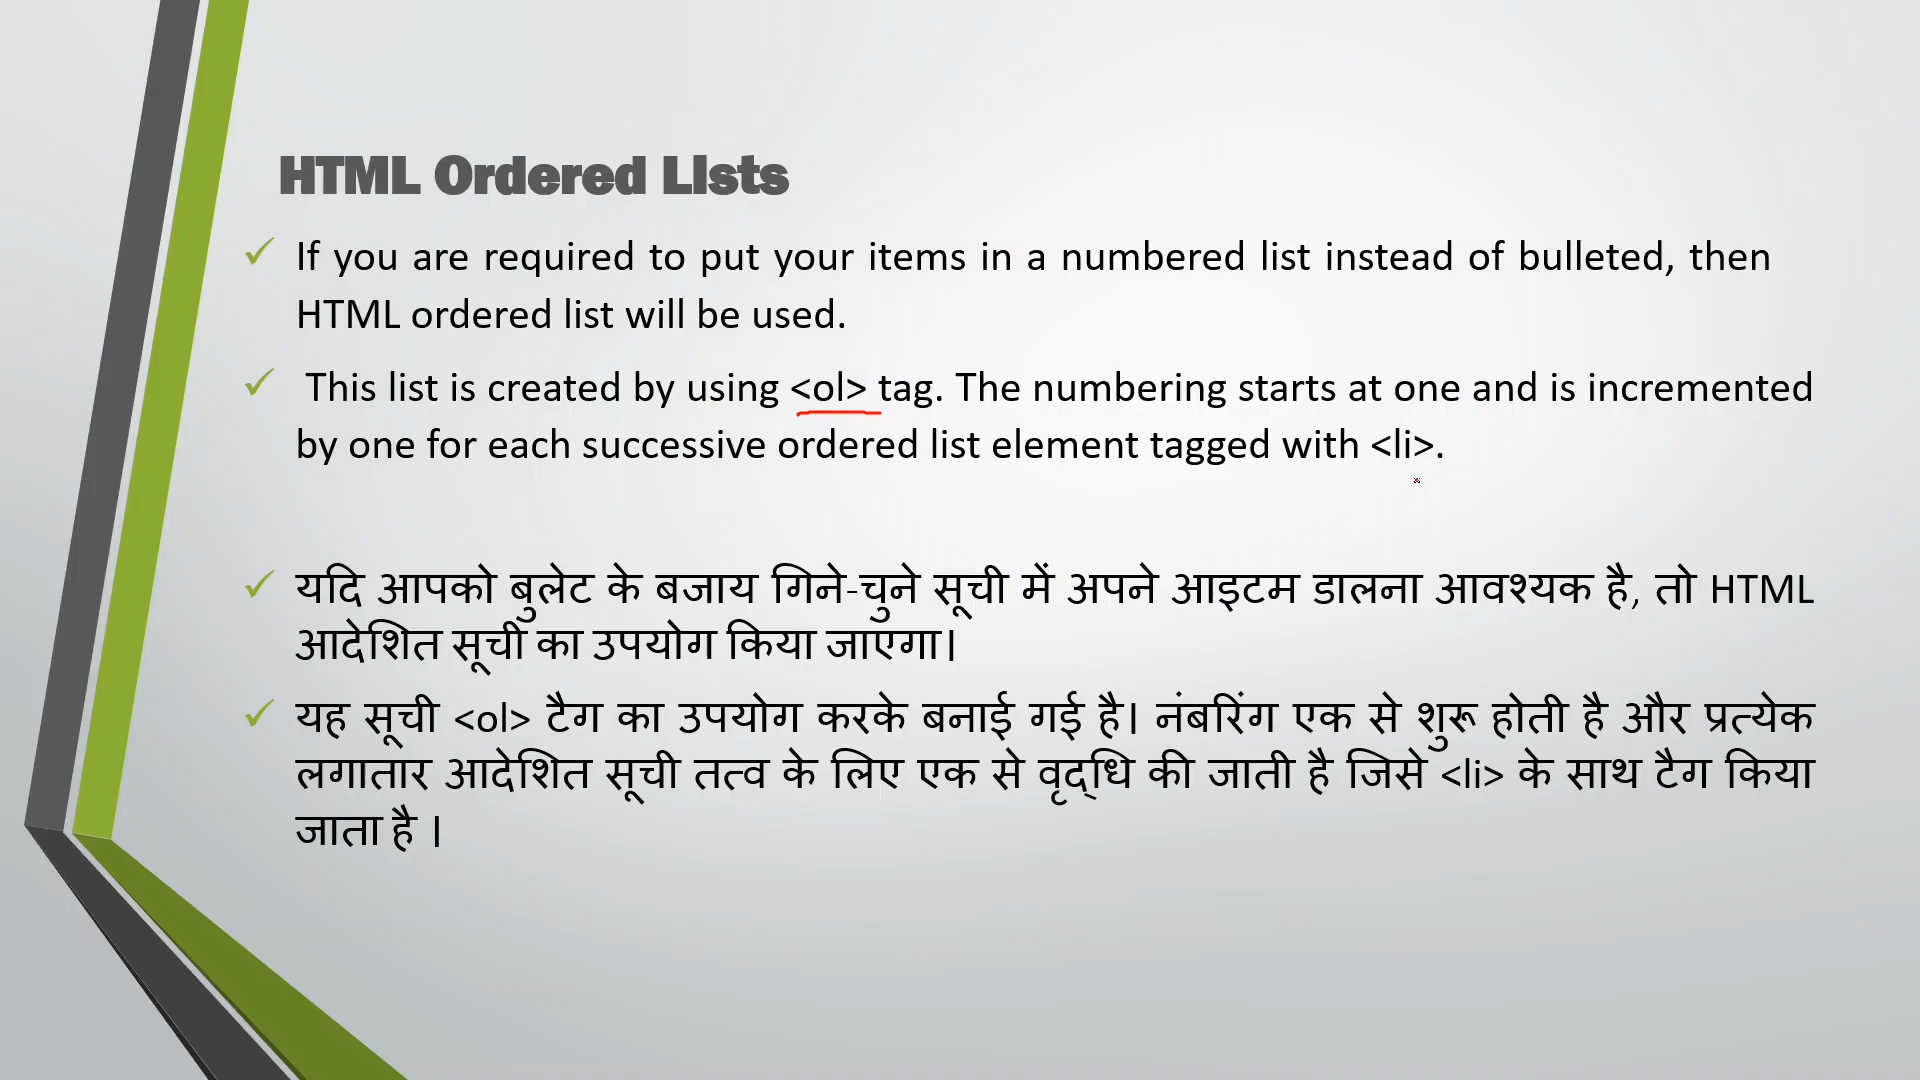 HTML Ordered Lists
If you are required to put your items in a numbered list instead of bulleted, then
HTML ordered list will be used.
This list is created by using <ol> tag. The numbering starts at one and is incremented
by one for each successive ordered list element tagged with <li>.
यदि आपको बुलेट के बजाय गिने-चुने सूची में अपने आइटम डालना आवश्यक है, तो HTML
आदेशित सूची का उपयोग किया जाएगा।
यह सूची <ol> टैग का उपयोग करके बनाई गई है। नंबरिंग एक से शुरू होती है और प्रत्येक
लगातार आदेशित सूची तत्व के लिए एक से वृद्धि की जाती है जिसे <li> के साथ टैग किया
जाता है ।